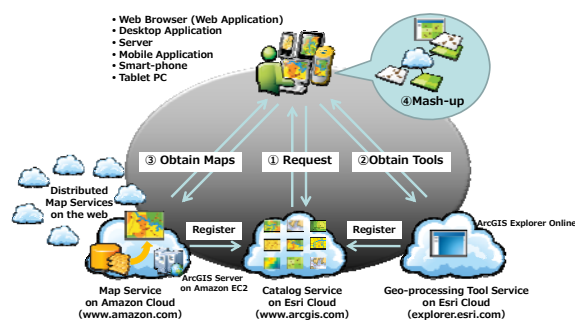 • Web Browser (Web Application)
• Desktop Application
• Server
• Mobile Application
• Smart-phone
• Tablet PC
④Mash-up
③ Obtain Maps
① Request
②Obtain Tools
Distributed
Map Services
on the web
Register
Register
ArcGIS Explorer Online
ArcGIS Server
on Amazon EC2
Map Service
on Amazon Cloud
(www.amazon.com)
Catalog Service
on Esri Cloud
(www.arcgis.com)
Geo-processing Tool Service
on Esri Cloud
(explorer.esri.com)